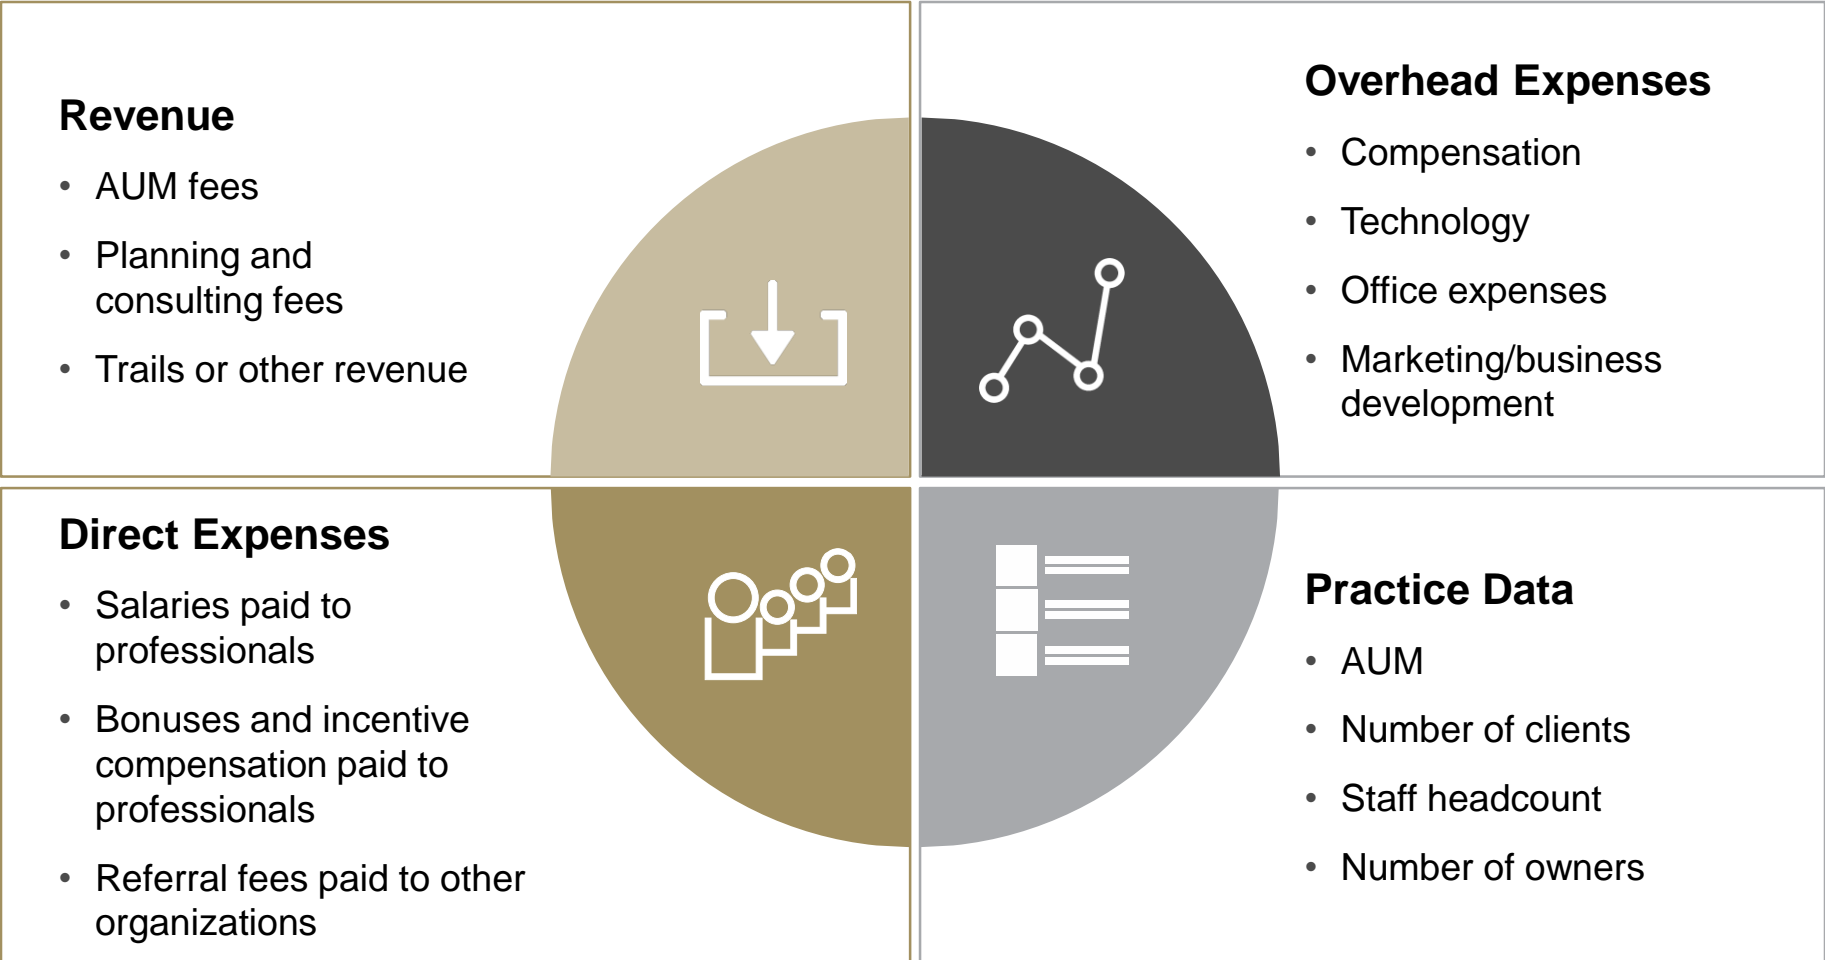 Revenue
• AUM fees
• Planning and
consulting fees
• Trails or other revenue
Overhead Expenses
• Compensation
• Technology
• Office expenses
• Marketing/business
development
Direct Expenses
• Salaries paid to
professionals
• Bonuses and incentive
compensation paid to
professionals
• Referral fees paid to other
organizations
Practice Data
• AUM
• Number of clients
• Staff headcount
• Number of owners